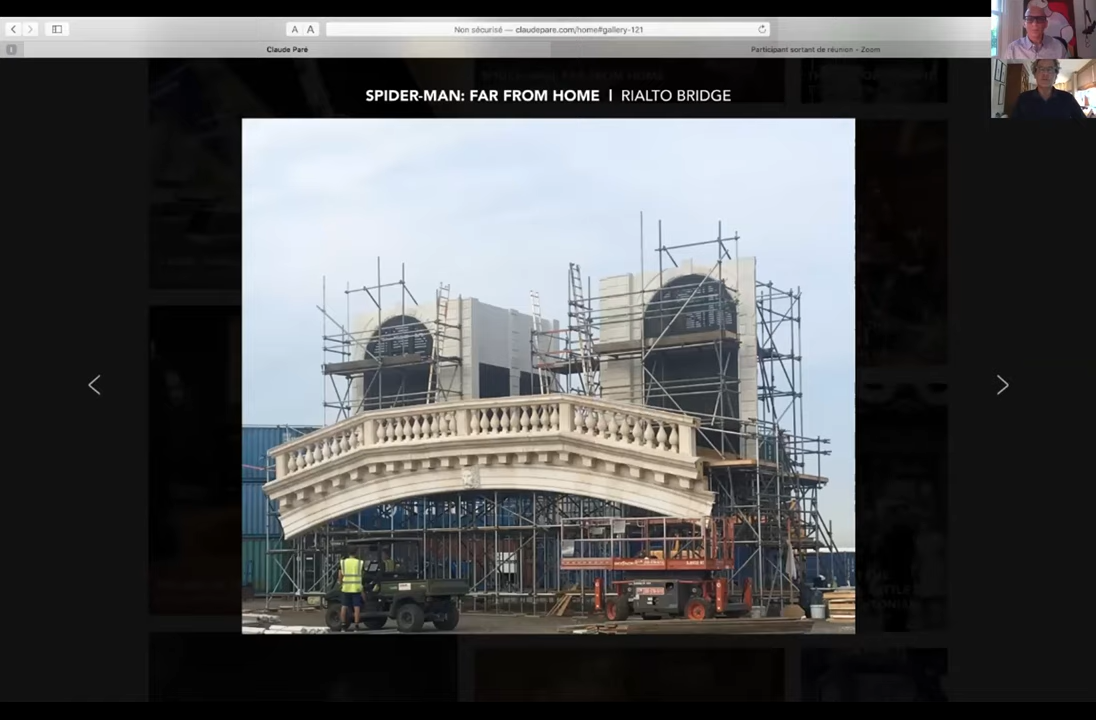 A A
Non sécurisé — claudepare.com/home#gallery-121
Claude Paré
Participant sortant de réunion - Zoom
SPIDER-MAN: FAR FROM HOME | RIALTO BRIDGE